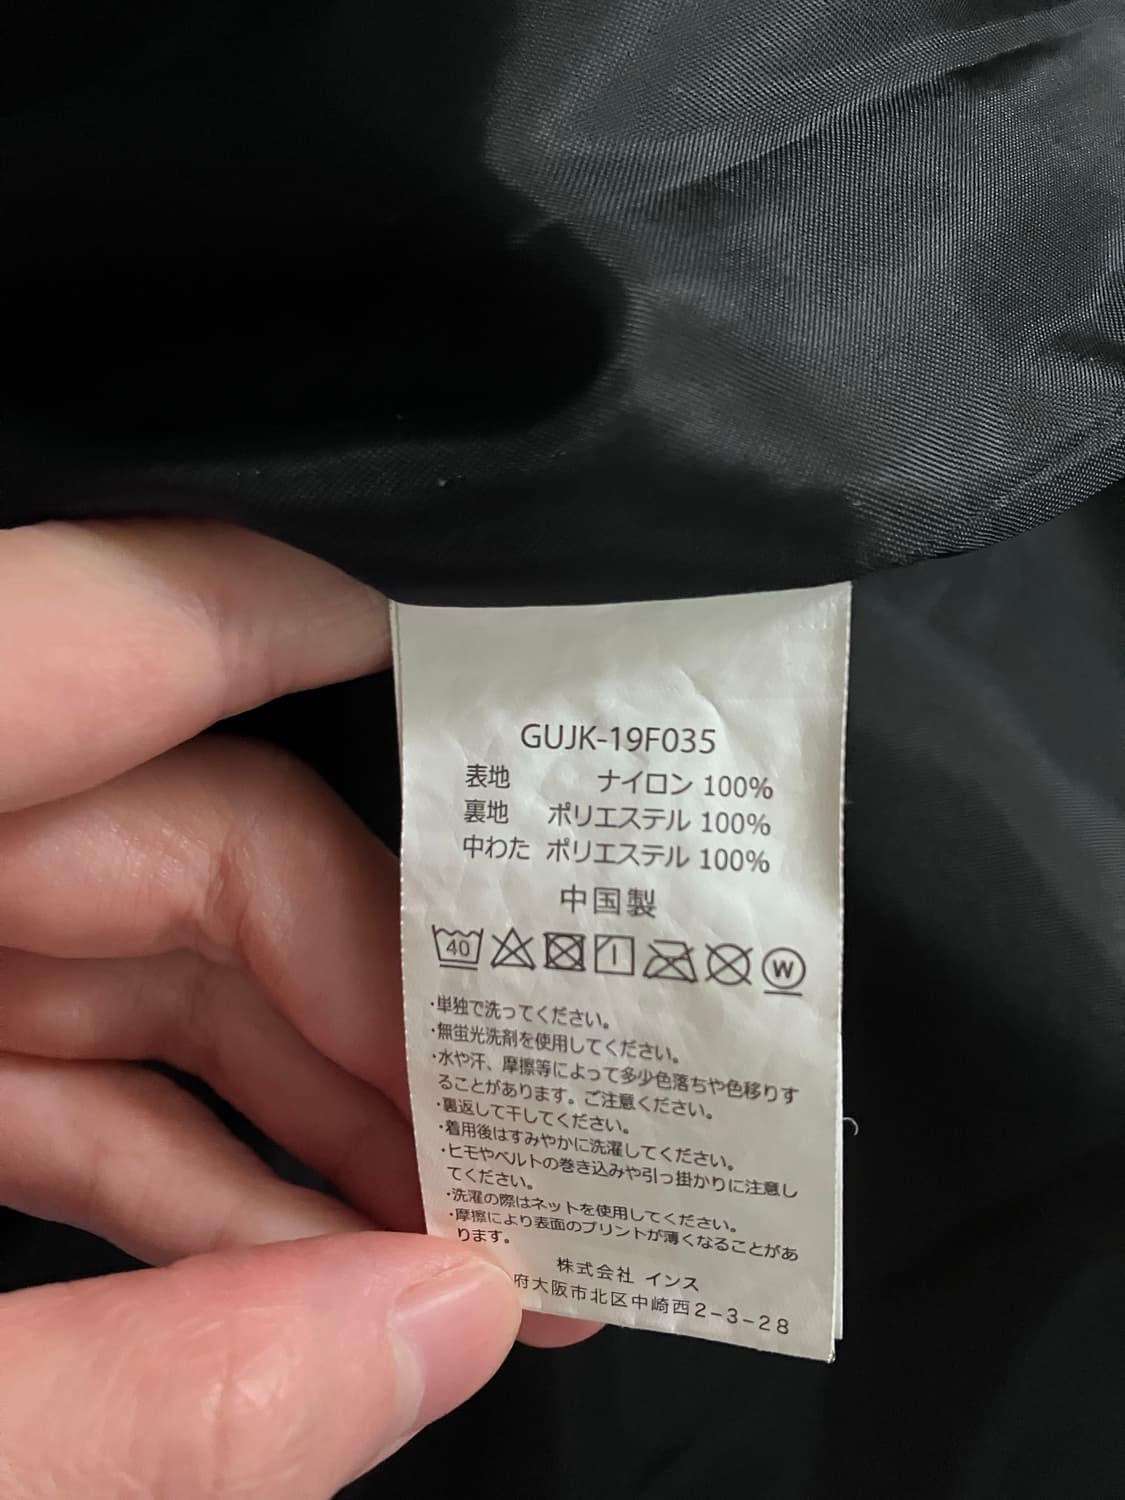 GUJK-19F035
表地 ナイロン 100%
裏地 ポリエステル 100%
中わた ポリエステル 100%
中国製
40 W
・単独で洗ってください。
・無蛍光洗剤を使用してください。
・水や汗、摩擦等によって多少色落ちや色移りす
ることがあります。ご注意ください。
・裏返して干してください。
・着用後はすみやかに洗濯してください。
・ヒモやベルトの巻き込みや引っ掛かりに注意し
てください。
・洗濯の際はネットを使用してください。
・摩擦により表面のプリントが薄くなることがあ
ります。
株式会社 インス
府大阪市北区中崎西2-3-28